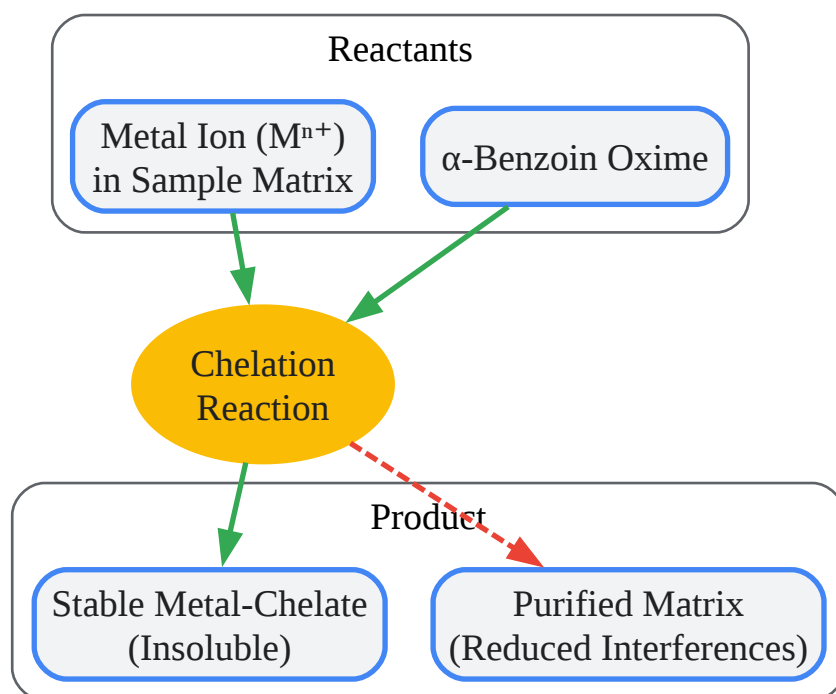 Reactants
Metal Ion (Mⁿ⁺)
in Sample Matrix
α-Benzoin Oxime
Chelation
Reaction
Product
Stable Metal-Chelate
(Insoluble)
Purified Matrix
(Reduced Interferences)